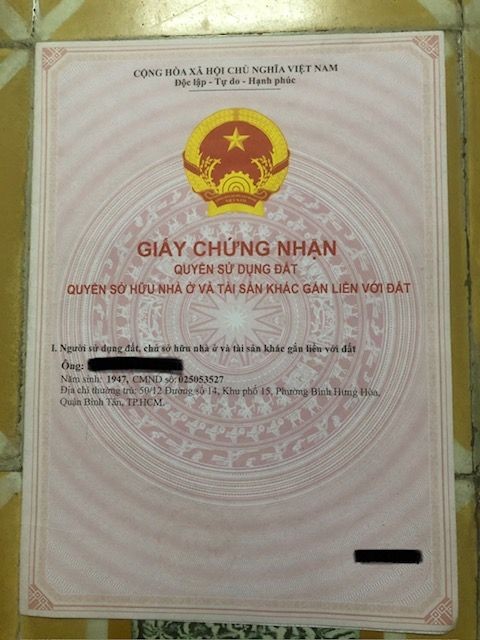 CỘNG HÒA XÃ HỘI CHỦ NGHĨA VIỆT NAM
Độc lập - Tự do - Hạnh phúc
GIẤY CHỨNG NHẬN
QUYỀN SỬ DỤNG ĐẤT
QUYỀN SỞ HỮU NHÀ Ở VÀ TÀI SẢN KHÁC GẮN LIỀN VỚI ĐẤT
I. Người sử dụng đất, chủ sở hữu nhà ở và tài sản khác gắn liền với đất
Ông:
Năm sinh: 1947, CMND số: 025053527
Địa chỉ thường trú: 50/12 Đường số 14, Khu phố 15, Phường Bình Hưng Hòa,
Quận Bình Tân, TP.HCM.